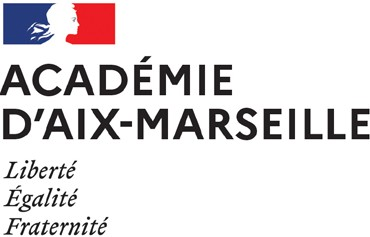 ACADÉMIE
D'AIX-MARSEILLE
Liberté
Égalité
Fraternité